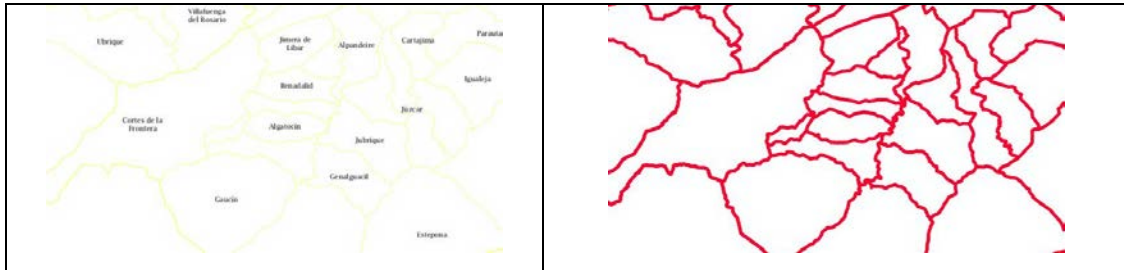 Villaluenga
del Rosario
Ubrique
Jimera de
Líbar
Alpandeire
Cartajima
Parauta
Igualeja
Benadalid
Júzcar
Cortes de la
Frontera
Algatocín
Jubrique
Genalguacil
Gaucín
Estepona